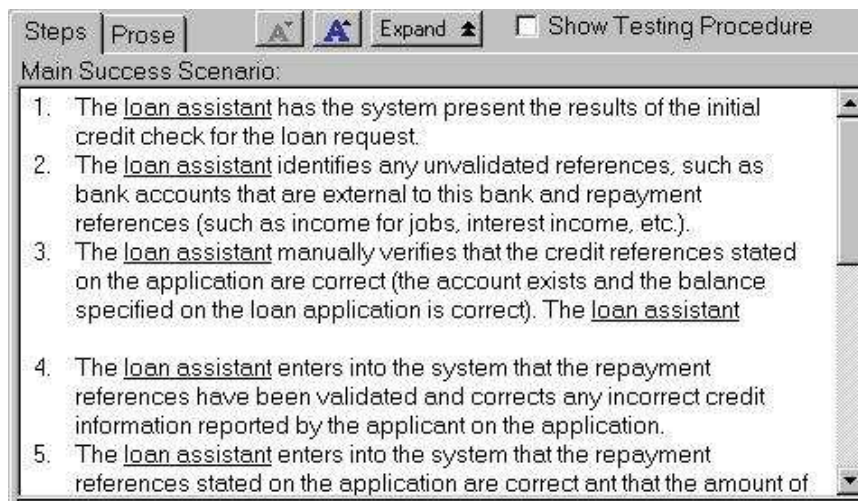 Steps Prose A A Expand Show Testing Procedure
Main Success Scenario:
1. The loan assistant has the system present the results of the initial
credit check for the loan request.
2. The loan assistant identifies any unvalidated references, such as
bank accounts that are external to this bank and repayment
references (such as income for jobs, interest income, etc.).
3. The loan assistant manually verifies that the credit references stated
on the application are correct (the account exists and the balance
specified on the loan application is correct). The loan assistant
4. The loan assistant enters into the system that the repayment
references have been validated and corrects any incorrect credit
information reported by the applicant on the application.
5. The loan assistant enters into the system that the repayment
references stated on the application are correct ant that the amount of